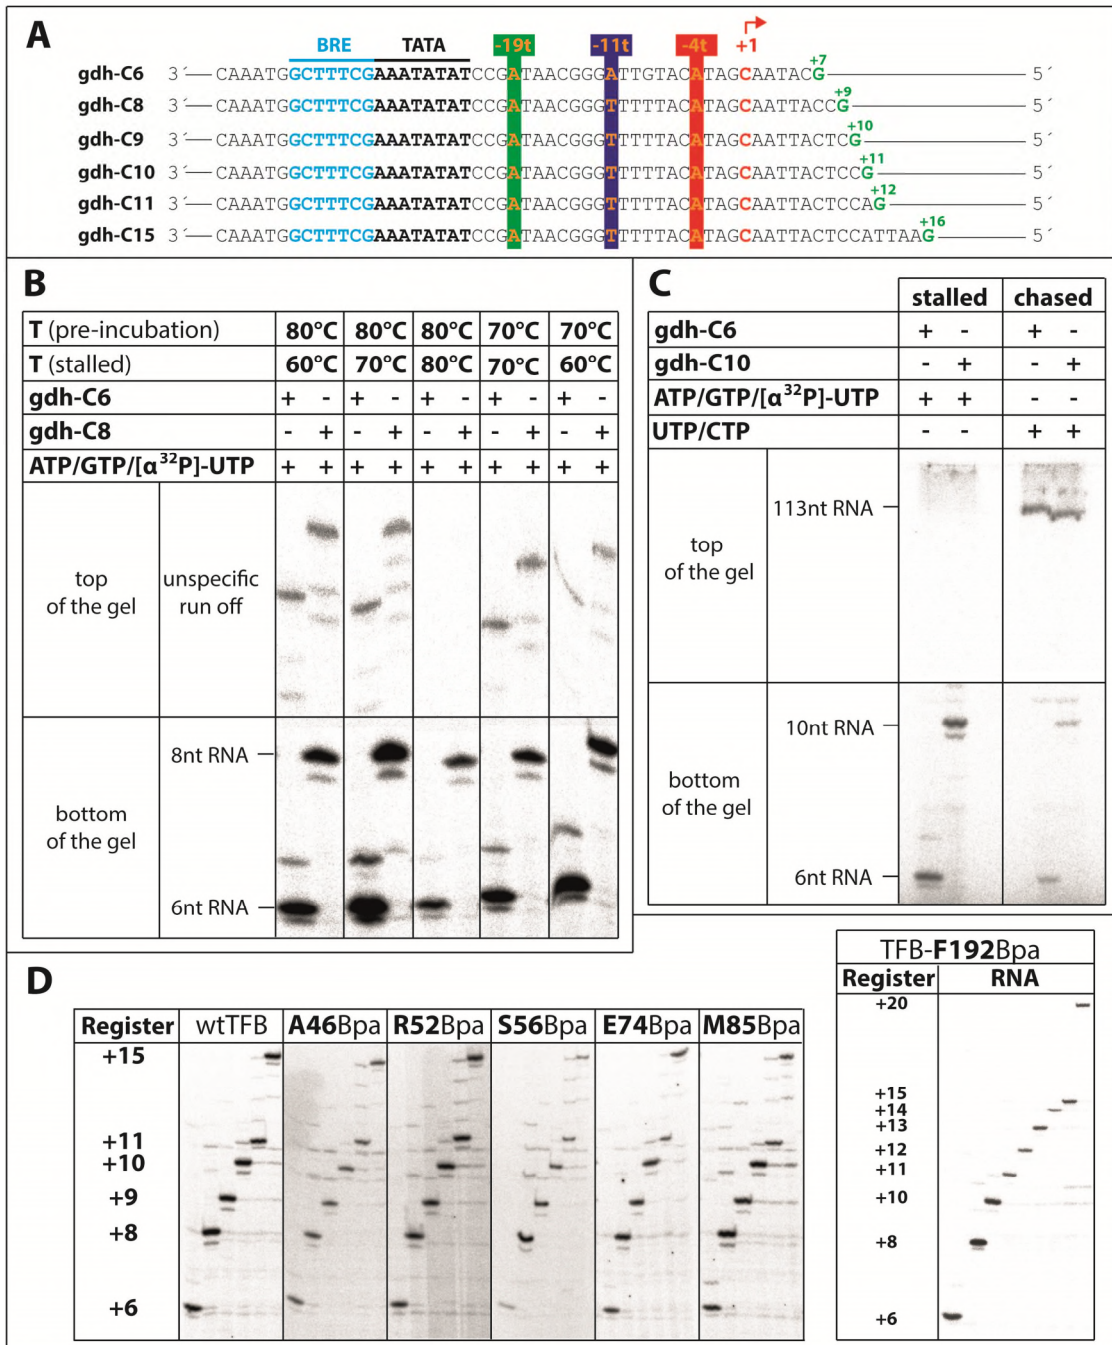 A
BRE TATA -19t -11t -4t +1
gdh-C6 3´ CAAATGGCTTTCGAAATATATCCGATAACGGGATTGTACATAGCAATACG +7 5´
gdh-C8 3´ CAAATGGCTTTCGAAATATATCCGATAACGGGTTTTTACATAGCAATTACCG +9 5´
gdh-C9 3´ CAAATGGCTTTCGAAATATATCCGATAACGGGTTTTTACATAGCAATTACTCG +10 5´
gdh-C10 3´ CAAATGGCTTTCGAAATATATCCGATAACGGGTTTTTACATAGCAATTACTCCG +11 5´
gdh-C11 3´ CAAATGGCTTTCGAAATATATCCGATAACGGGTTTTTACATAGCAATTACTCCAG +12 5´
gdh-C15 3´ CAAATGGCTTTCGAAATATATCCGATAACGGGTTTTTACATAGCAATTACTCCATTAAG +16 5´
B
T (pre-incubation) 80°C 80°C 80°C 70°C 70°C
T (stalled) 60°C 70°C 80°C 70°C 60°C
gdh-C6 + - + - + - + - + -
gdh-C8 - + - + - + - + - +
ATP/GTP/[α³²P]-UTP + + + + + + + + + +
top
of the gel
unspecific
run off
bottom
of the gel
8nt RNA
6nt RNA
C
stalled chased
gdh-C6 + - + -
gdh-C10 - + - +
ATP/GTP/[α³²P]-UTP + + - -
UTP/CTP - - + +
top
of the gel
113nt RNA
bottom
of the gel
10nt RNA
6nt RNA
D
Register wtTFB A46Bpa R52Bpa S56Bpa E74Bpa M85Bpa
+15
+11
+10
+9
+8
+6
TFB-F192Bpa
Register RNA
+20
+15
+14
+13
+12
+11
+10
+8
+6